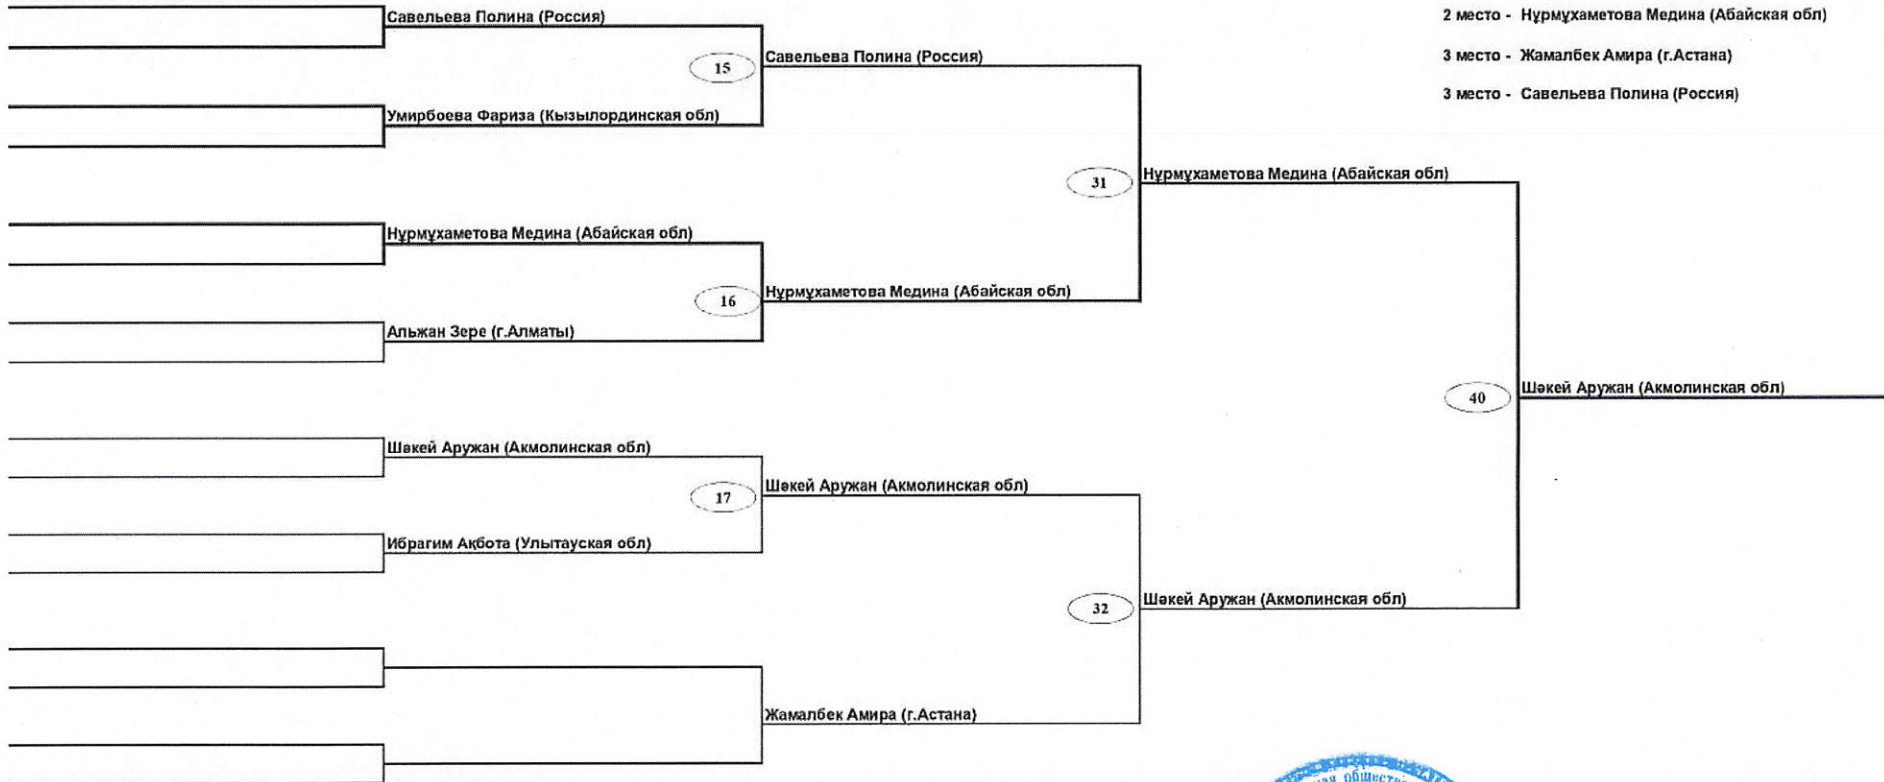 Савельева Полина (Россия)
2 место - Нұрмұхаметова Медина (Абайская обл)
15
Савельева Полина (Россия)
3 место - Жамалбек Амира (г.Астана)
3 место - Савельева Полина (Россия)
Умирбоева Фариза (Кызылординская обл)
31
Нұрмұхаметова Медина (Абайская обл)
Нұрмұхаметова Медина (Абайская обл)
16
Нұрмұхаметова Медина (Абайская обл)
Альжан Зере (г.Алматы)
40
Шәкей Аружан (Акмолинская обл)
Шәкей Аружан (Акмолинская обл)
17
Шәкей Аружан (Акмолинская обл)
Ибрагим Ақбота (Улытауская обл)
32
Шәкей Аружан (Акмолинская обл)
Жамалбек Амира (г.Астана)